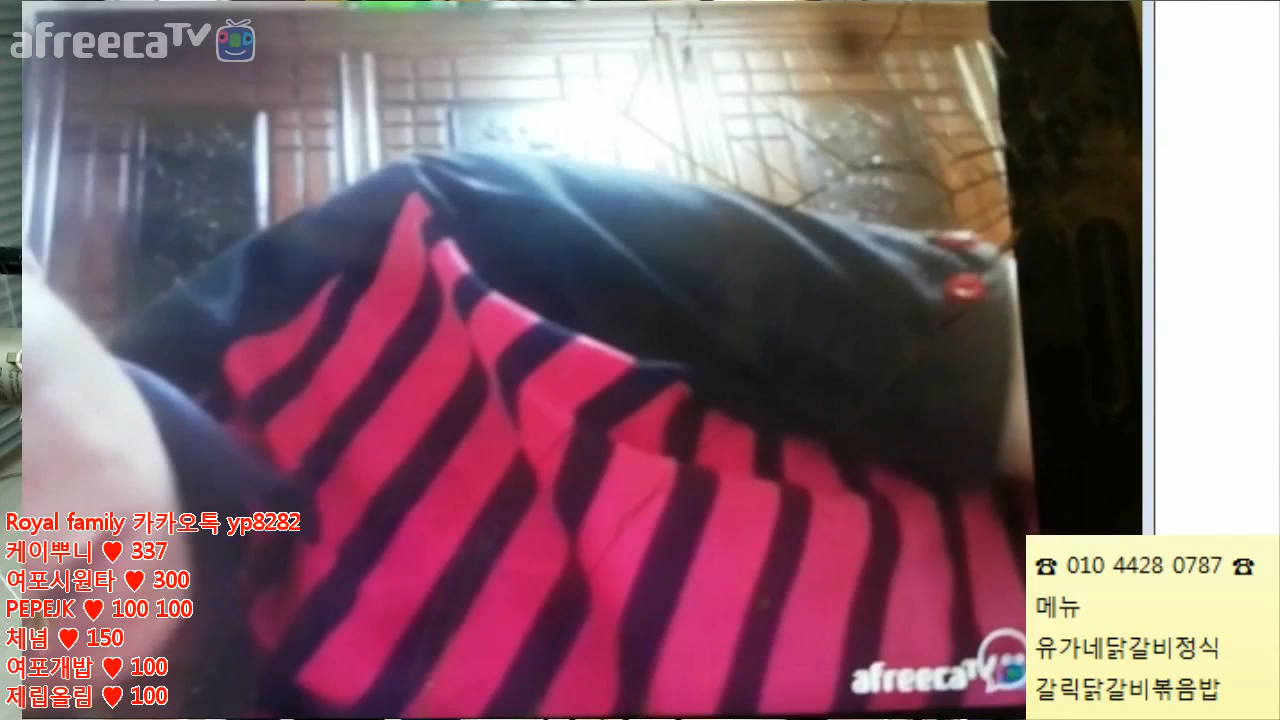 afreecaTV
Royal family 카카오톡 yp8282
케이뿌니 ♥ 337
여포시원타 ♥ 300
PEPEJK ♥ 100 100
체념 ♥ 150
여포개밥 ♥ 100
제립올림 ♥ 100
☎ 010 4428 0787 ☎
메뉴
유가네닭갈비정식
갈릭닭갈비볶음밥
afreecaTV